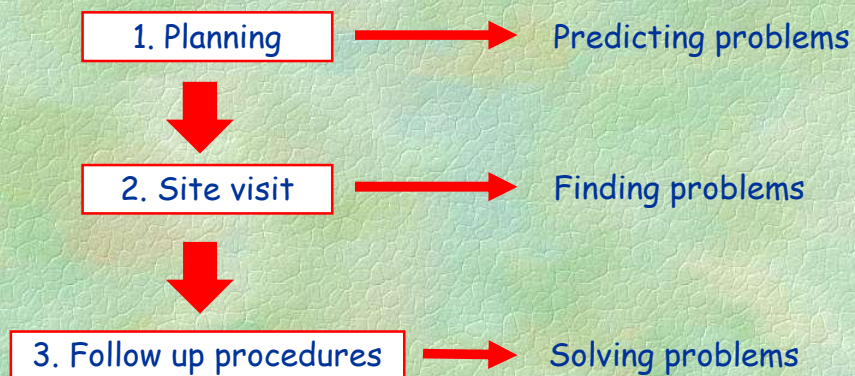 1. Planning Predicting problems
2. Site visit Finding problems
3. Follow up procedures Solving problems